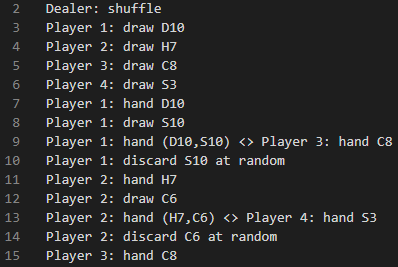 2 Dealer: shuffle
3 Player 1: draw D10
4 Player 2: draw H7
5 Player 3: draw C8
6 Player 4: draw S3
7 Player 1: hand D10
8 Player 1: draw S10
9 Player 1: hand (D10,S10) <> Player 3: hand C8
10 Player 1: discard S10 at random
11 Player 2: hand H7
12 Player 2: draw C6
13 Player 2: hand (H7,C6) <> Player 4: hand S3
14 Player 2: discard C6 at random
15 Player 3: hand C8